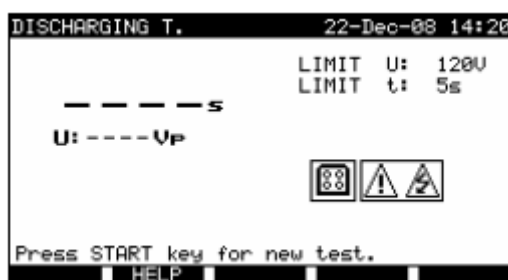 DISCHARGING T. 22-Dec-08 14:20
LIMIT U: 120V
LIMIT t: 5s
----s
U:----Vp
Press START key for new test.
HELP